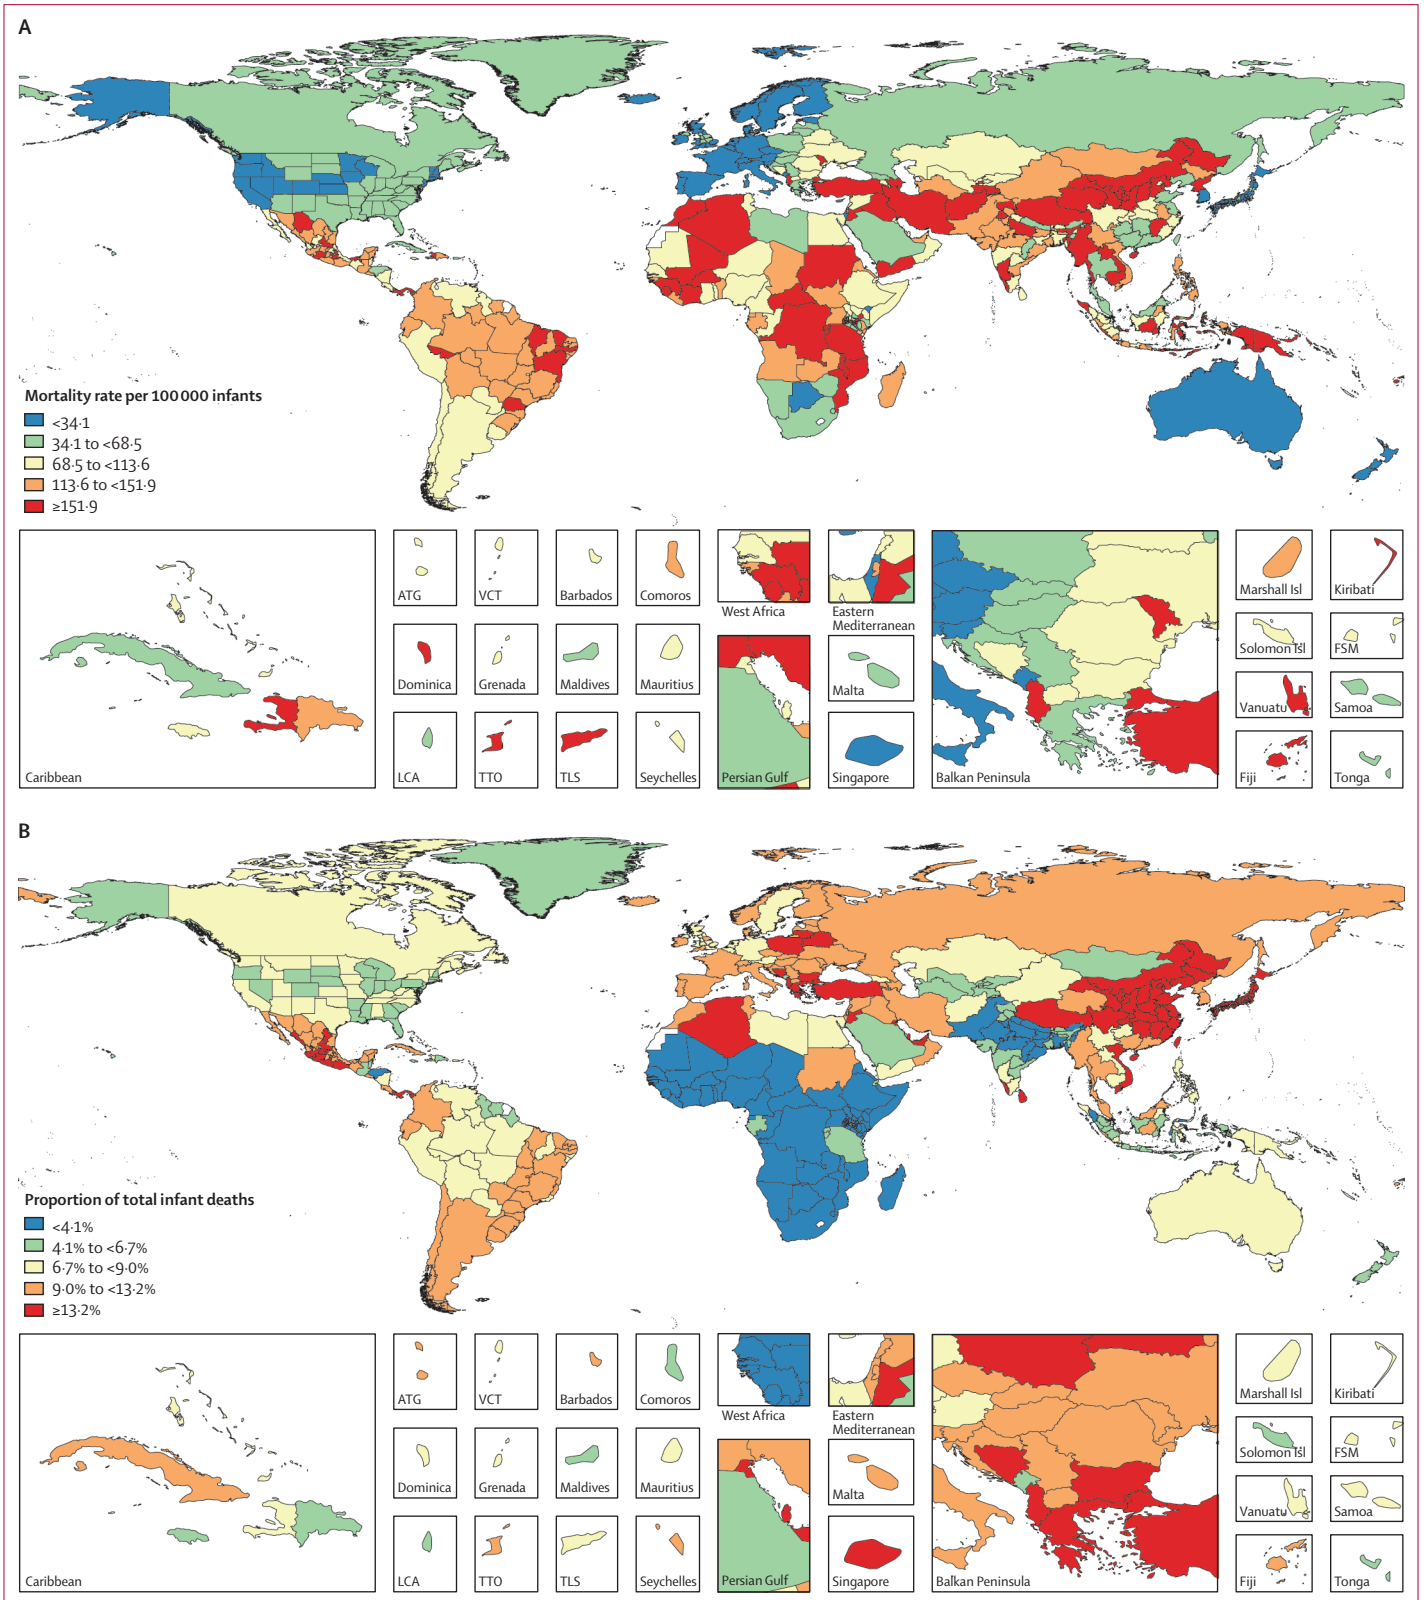 A
Mortality rate per 100 000 infants
<34·1
34·1 to <68·5
68·5 to <113·6
113·6 to <151·9
≥151·9
Caribbean
ATG
VCT
Barbados
Comoros
Dominica
Grenada
Maldives
Mauritius
LCA
TTO
TLS
Seychelles
West Africa
Eastern
Mediterranean
Persian Gulf
Malta
Singapore
Balkan Peninsula
Marshall Isl
Kiribati
Solomon Isl
FSM
Vanuatu
Samoa
Fiji
Tonga
B
Proportion of total infant deaths
<4·1%
4·1% to <6·7%
6·7% to <9·0%
9·0% to <13·2%
≥13·2%
Caribbean
ATG
VCT
Barbados
Comoros
Dominica
Grenada
Maldives
Mauritius
LCA
TTO
TLS
Seychelles
West Africa
Eastern
Mediterranean
Persian Gulf
Malta
Singapore
Balkan Peninsula
Marshall Isl
Kiribati
Solomon Isl
FSM
Vanuatu
Samoa
Fiji
Tonga